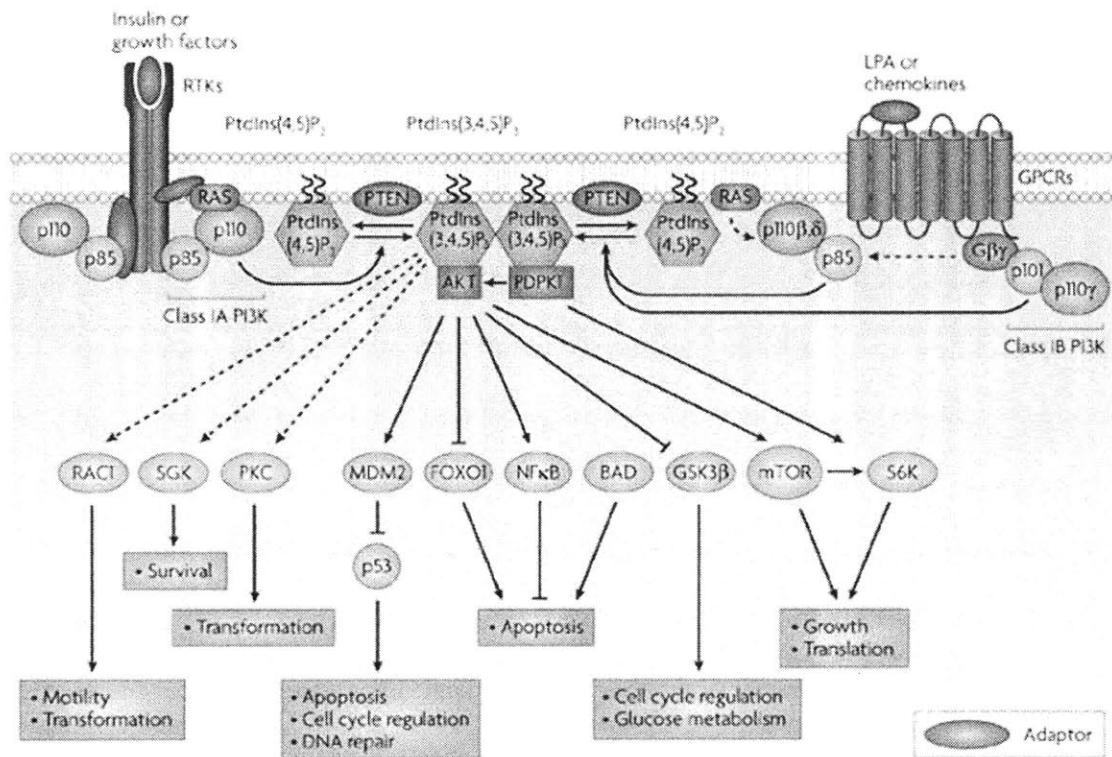 Insulin or
growth factors
RTKs
LPA or
chemokines
PtdIns(4,5)P2
PtdIns(3,4,5)P3
PtdIns(4,5)P2
GPCRs
RAS
PTEN
PTEN
RAS
p110
p85
p85
p110
PtdIns
(4,5)P2
PtdIns
(3,4,5)P3
PtdIns
(3,4,5)P3
PtdIns
(4,5)P2
p110β,δ
p85
Gβγ
p101
p110γ
AKT
PDPK1
Class IA PI3K
Class IB PI3K
RAC1
SGK
PKC
MDM2
FOXO1
NFκB
BAD
GSK3β
mTOR
S6K
p53
• Survival
• Transformation
• Apoptosis
• Growth
• Translation
• Motility
• Transformation
• Apoptosis
• Cell cycle regulation
• DNA repair
• Cell cycle regulation
• Glucose metabolism
Adaptor